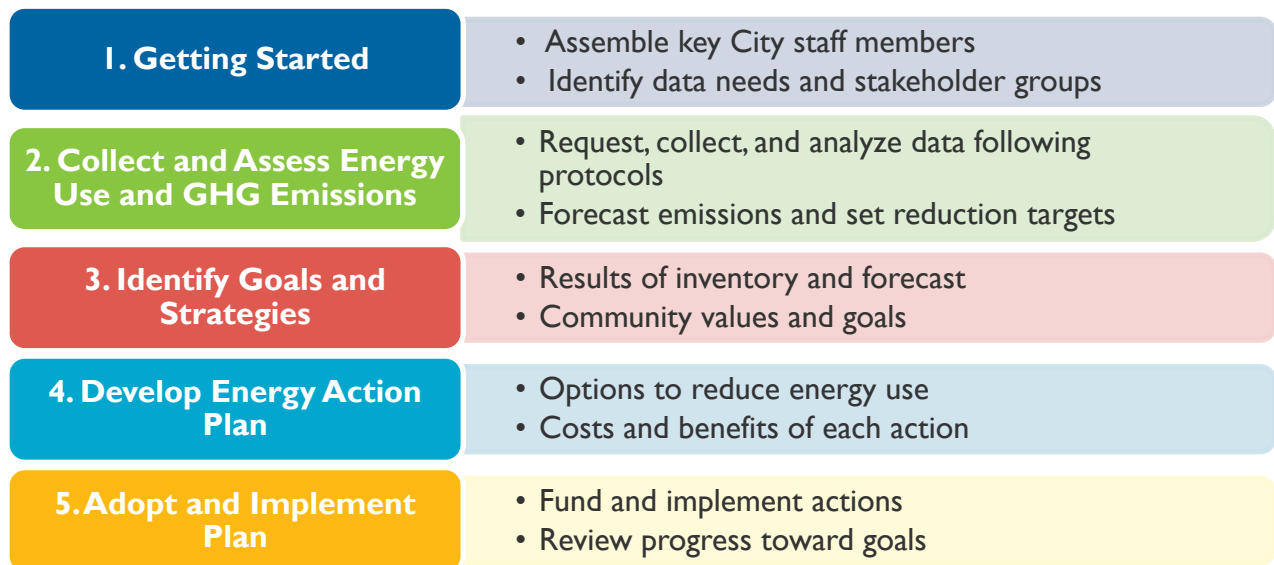 1. Getting Started
• Assemble key City staff members
• Identify data needs and stakeholder groups
2. Collect and Assess Energy
Use and GHG Emissions
• Request, collect, and analyze data following
protocols
• Forecast emissions and set reduction targets
3. Identify Goals and
Strategies
• Results of inventory and forecast
• Community values and goals
4. Develop Energy Action
Plan
• Options to reduce energy use
• Costs and benefits of each action
5. Adopt and Implement
Plan
• Fund and implement actions
• Review progress toward goals